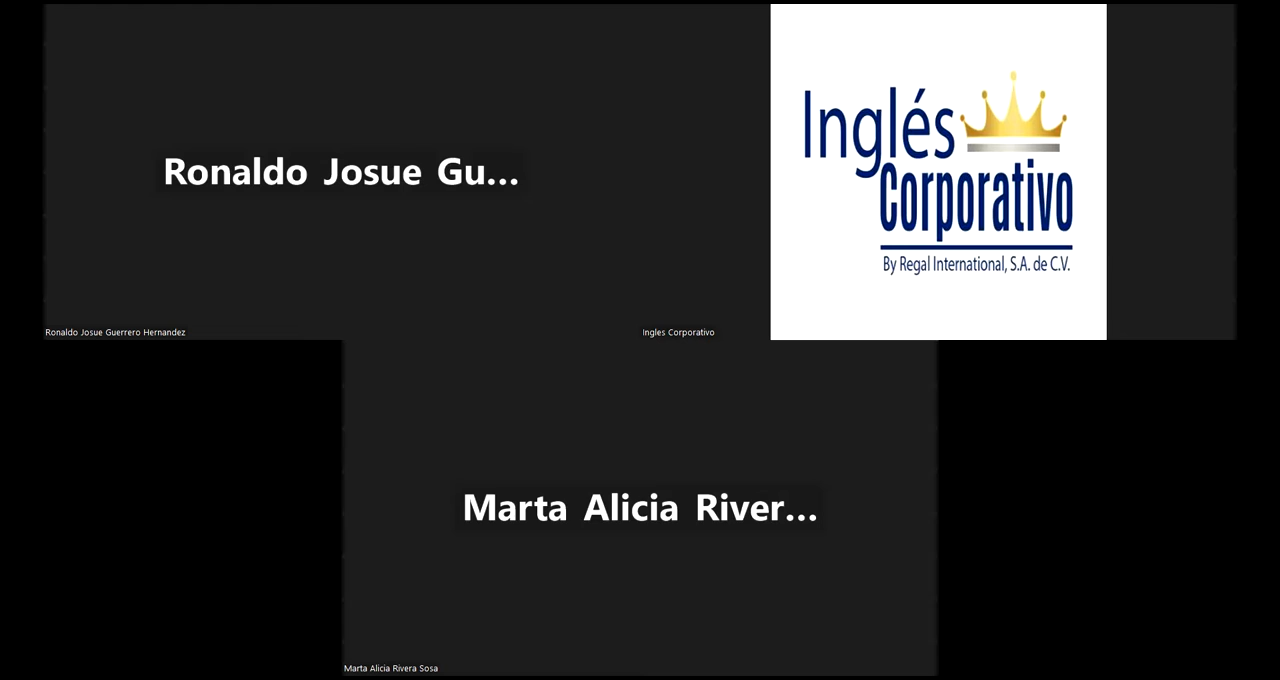 Ronaldo Josue Gu...
Ronaldo Josue Guerrero Hernandez
Inglés
Corporativo
By Regal International, S.A. de C.V.
Ingles Corporativo
Marta Alicia River...
Marta Alicia Rivera Sosa